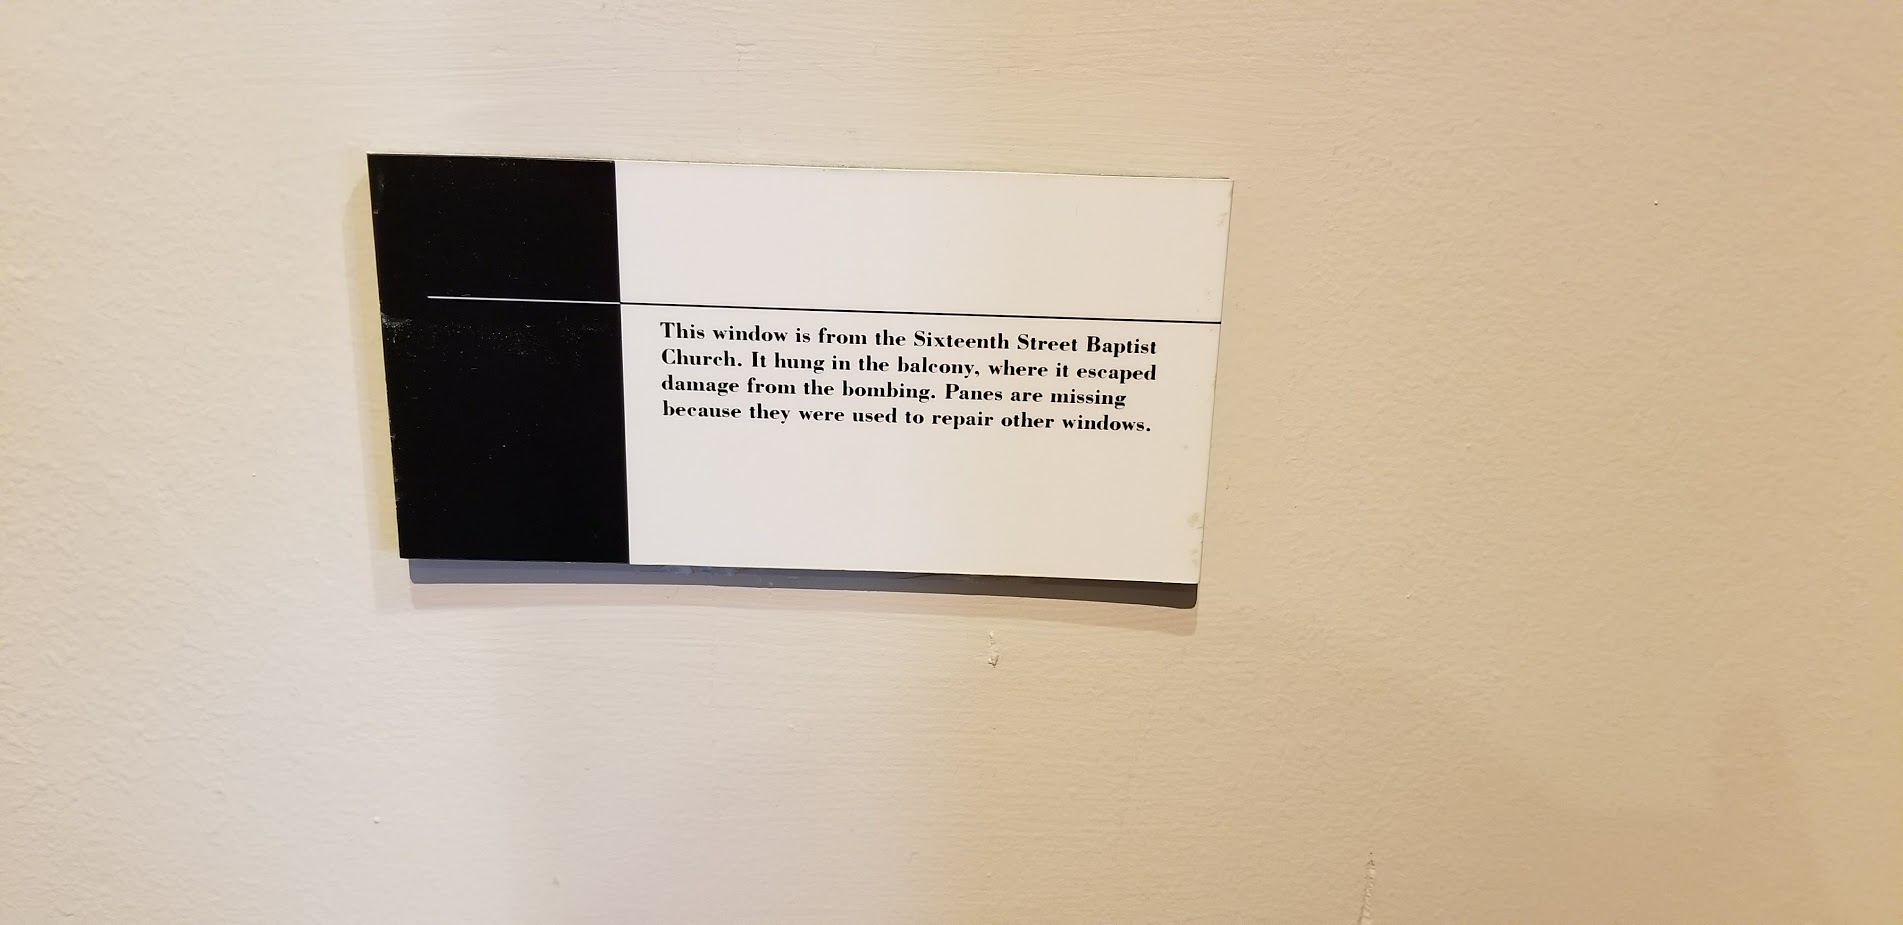 This window is from the Sixteenth Street Baptist
Church. It hung in the balcony, where it escaped
damage from the bombing. Panes are missing
because they were used to repair other windows.